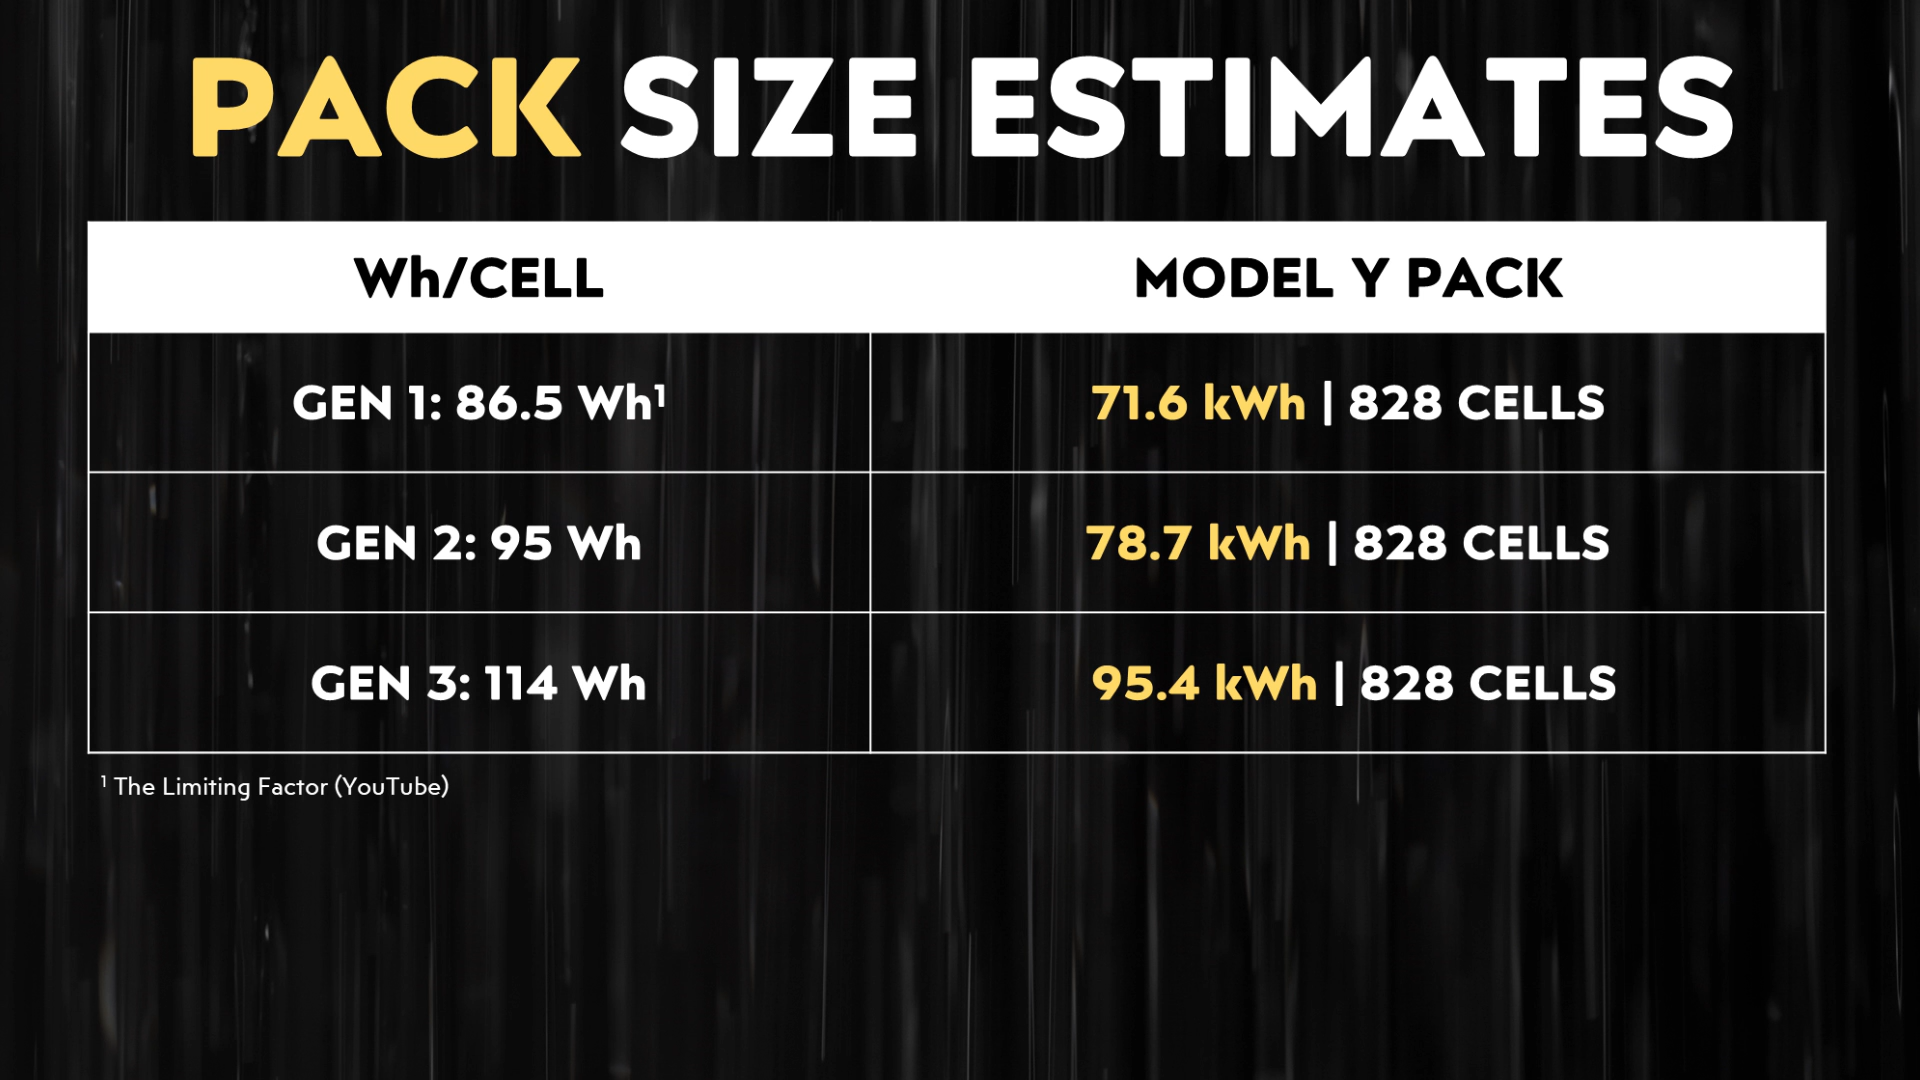 PACK SIZE ESTIMATES
Wh/CELL MODEL Y PACK
GEN 1: 86.5 Wh¹ 71.6 kWh | 828 CELLS
GEN 2: 95 Wh 78.7 kWh | 828 CELLS
GEN 3: 114 Wh 95.4 kWh | 828 CELLS
¹ The Limiting Factor (YouTube)